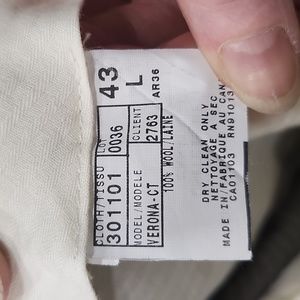 43 L
AR36
CLOTH/TISSU LOT CLIENT
301101 0036 2763
MODEL/MODELE
VERONA-CT
100% WOOL/LAINE
DRY CLEAN ONLY
NETTOYAGE A SEC
MADE IN/FABRIQUE AU CAN
CA01103 RN91013